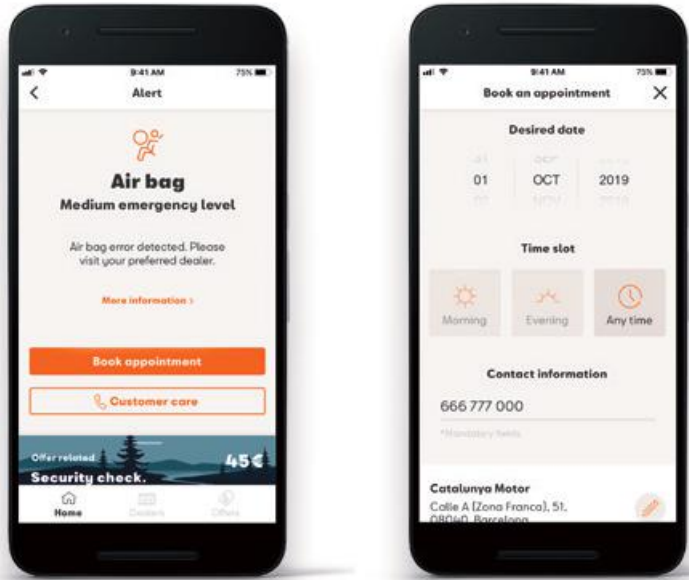 9:41 AM
75%
Alert
Air bag
Medium emergency level
Air bag error detected. Please
visit your preferred dealer.
More information >
Book appointment
Customer care
Offer related
45€
Security check.
Home
Dealers
Offers
9:41 AM
75%
Book an appointment
Desired date
01
OCT
2019
02
NOV
Time slot
Morning
Evening
Any time
Contact information
666 777 000
*Mandatory fields
Catalunya Motor
Calle A (Zona Franca), 51,
08040, Barcelona